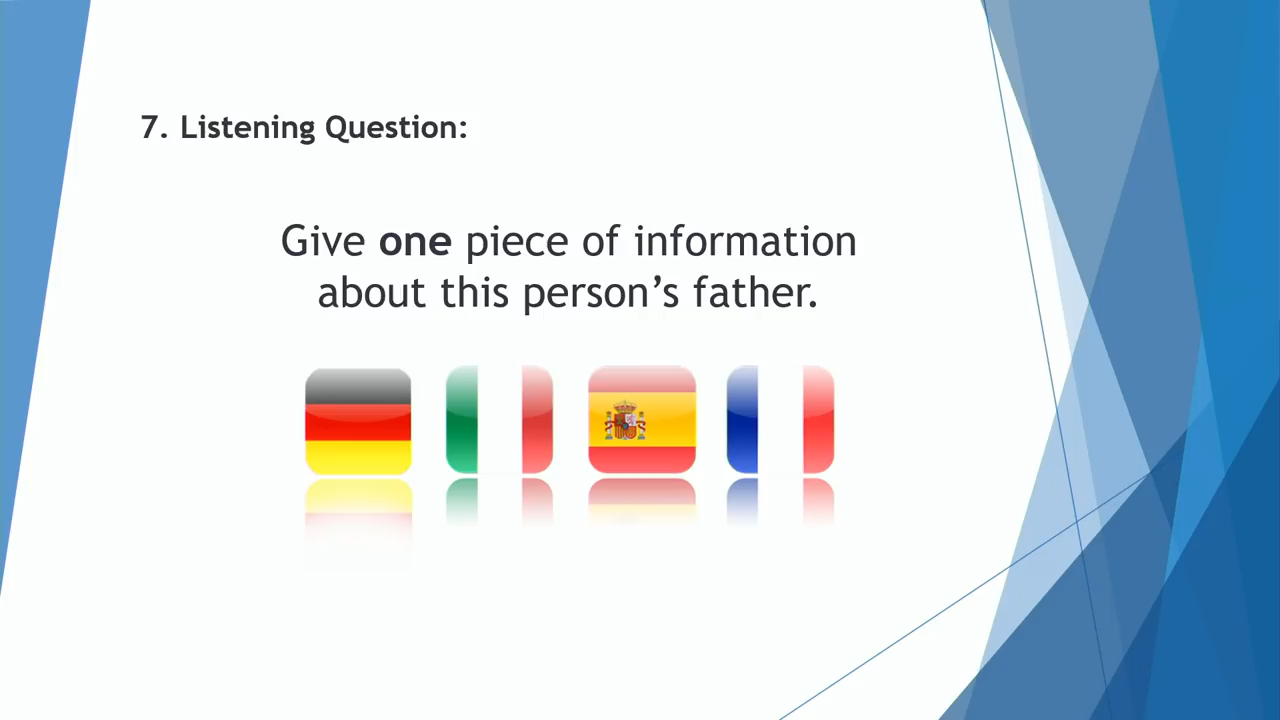 7. Listening Question:
Give one piece of information
about this person’s father.